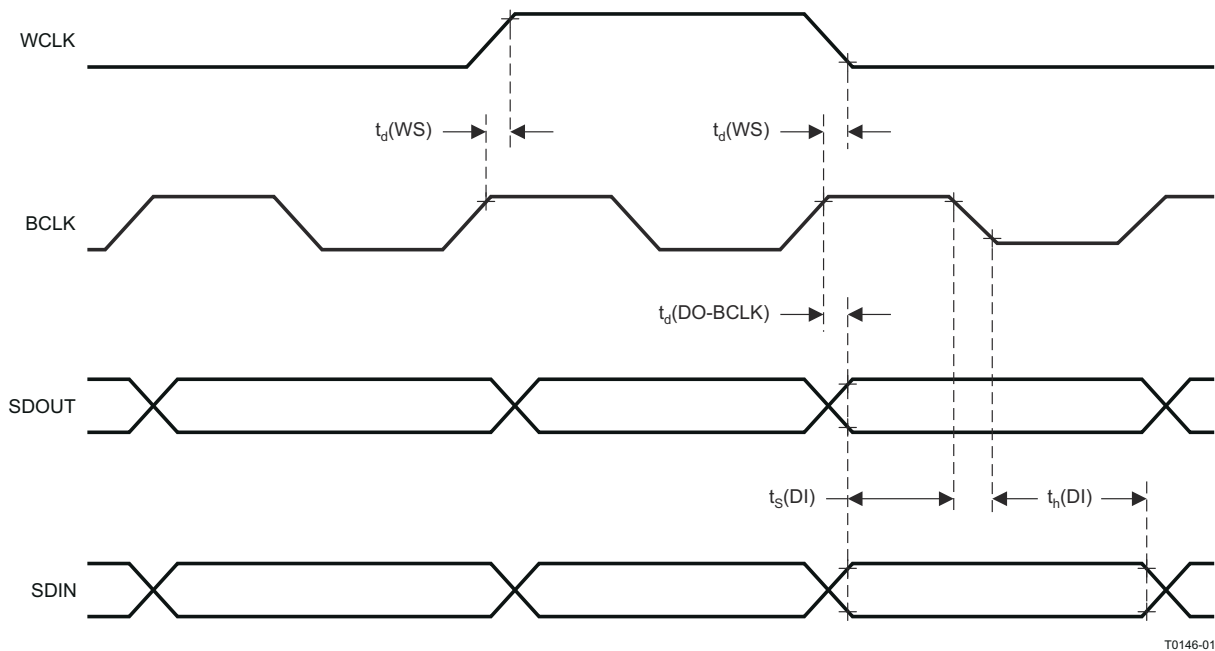 WCLK
t_d(WS)
t_d(WS)
BCLK
t_d(DO-BCLK)
SDOUT
t_S(DI)
t_h(DI)
SDIN
T0146-01